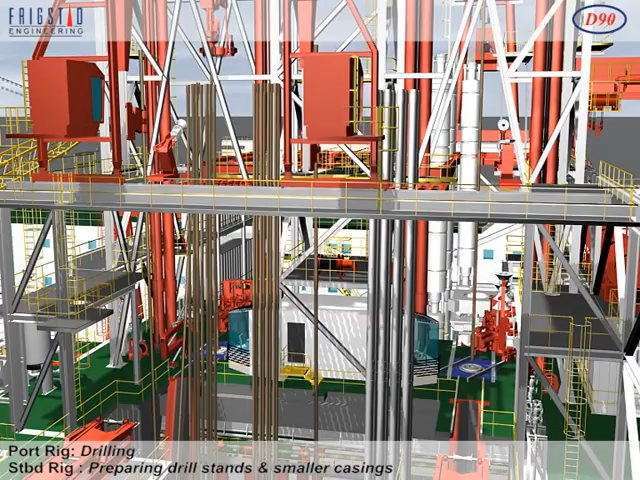 FRIGSTAD
ENGINEERING
D90
Port Rig: Drilling
Stbd Rig : Preparing drill stands & smaller casings